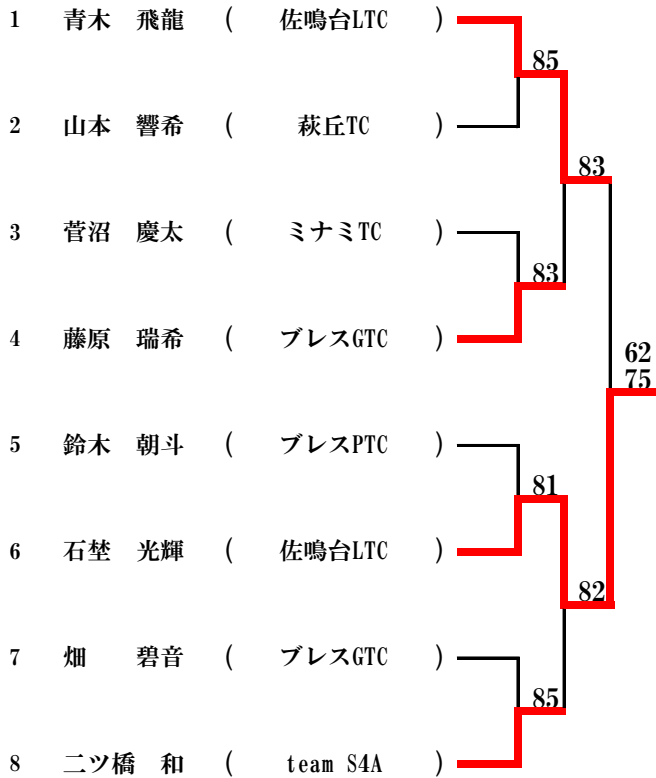 1 青木 飛龍 ( 佐鳴台LTC )
85
2 山本 響希 ( 萩丘TC )
83
3 菅沼 慶太 ( ミナミTC )
83
4 藤原 瑞希 ( ブレスGTC )
62
75
5 鈴木 朝斗 ( ブレスPTC )
81
6 石埜 光輝 ( 佐鳴台LTC )
82
7 畑 碧音 ( ブレスGTC )
85
8 二ツ橋 和 ( team S4A )